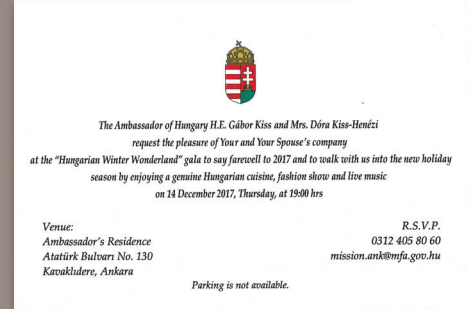 The Ambassador of Hungary H.E. Gábor Kiss and Mrs. Dóra Kiss-Henézi
request the pleasure of Your and Your Spouse's company
at the "Hungarian Winter Wonderland" gala to say farewell to 2017 and to walk with us into the new holiday
season by enjoying a genuine Hungarian cuisine, fashion show and live music
on 14 December 2017, Thursday, at 19:00 hrs
Venue:
Ambassador's Residence
Atatürk Bulvarı No. 130
Kavaklıdere, Ankara
R.S.V.P.
0312 405 80 60
mission.ank@mfa.gov.hu
Parking is not available.